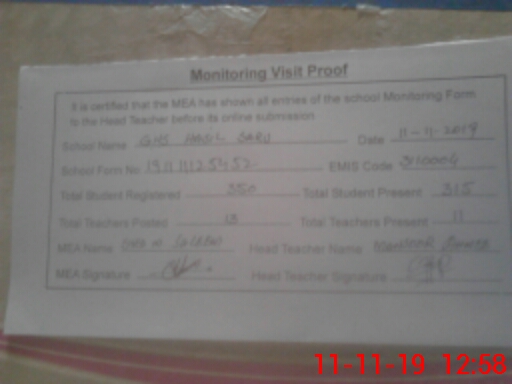 Monitoring Visit Proof
It is certified that the MEA has shown all entries of the school Monitoring Form
to the Head Teacher before its online submission
School Name GHS Date 11-11-2019
School Form No EMIS Code
Total Student Registered 350 Total Student Present 315
Total Teachers Posted 13 Total Teachers Present 11
MEA Name Head Teacher Name
MEA Signature Head Teacher Signature
11-11-19 12:58